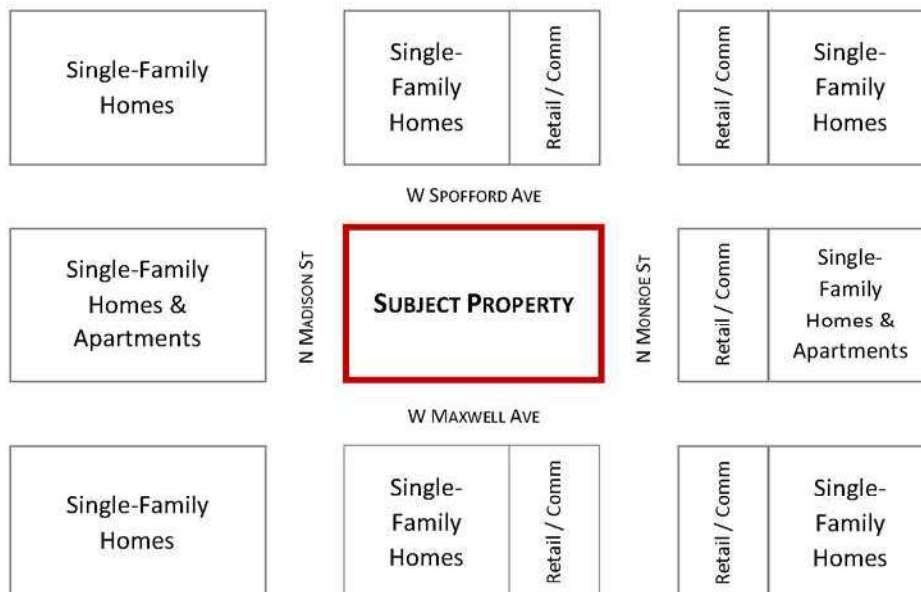 Single-Family
Homes
Single-
Family
Homes
Retail / Comm
Retail / Comm
Single-
Family
Homes
W SPOFFORD AVE
Single-Family
Homes &
Apartments
N MADISON ST
SUBJECT PROPERTY
N MONROE ST
Retail / Comm
Single-
Family
Homes &
Apartments
W MAXWELL AVE
Single-Family
Homes
Single-
Family
Homes
Retail / Comm
Retail / Comm
Single-
Family
Homes